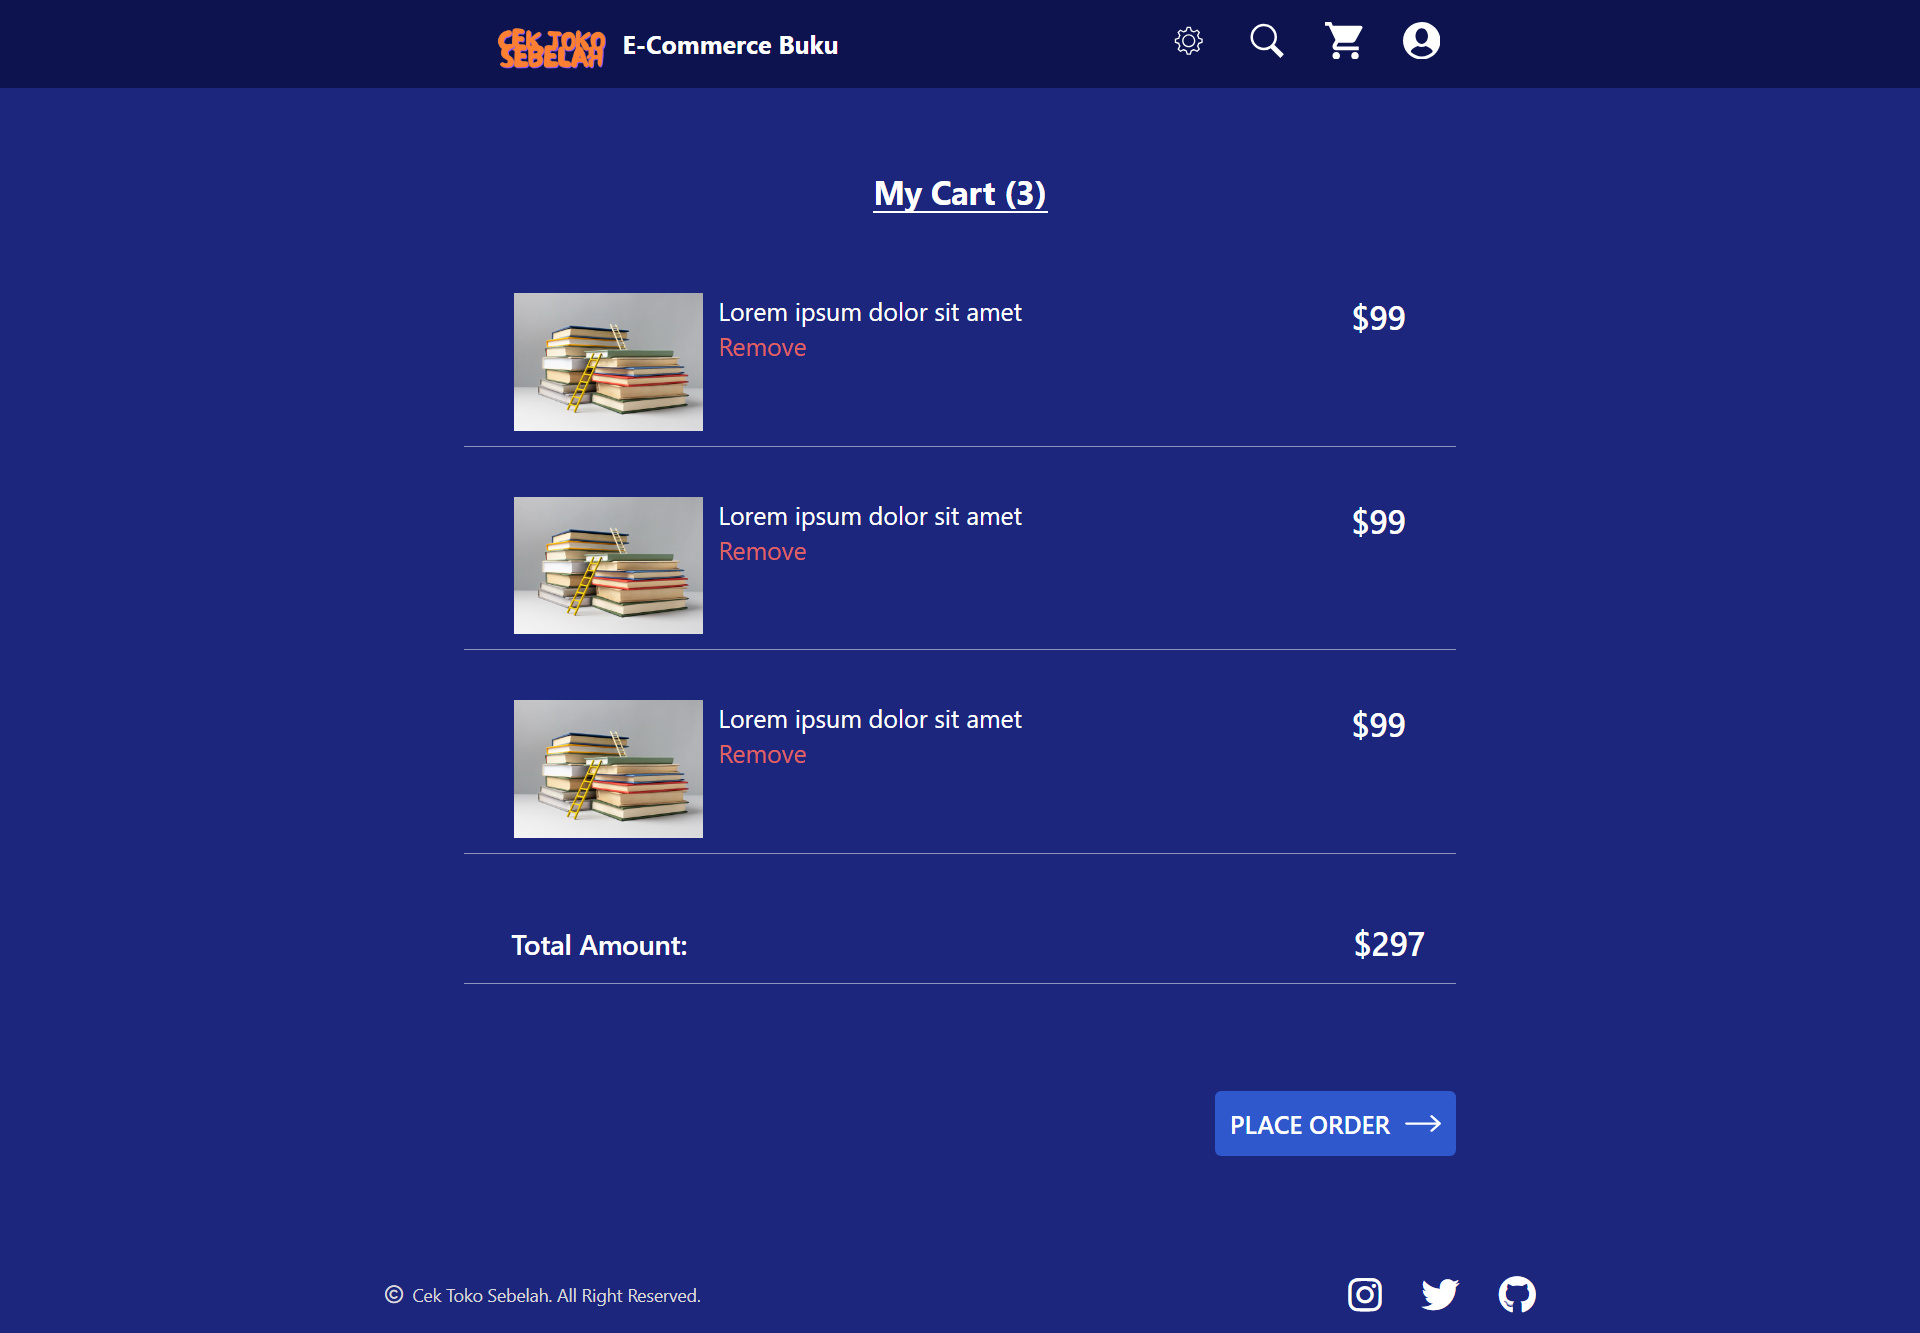 CEK TOKO
SEBELAH
E-Commerce Buku
My Cart (3)
Lorem ipsum dolor sit amet
$99
Remove
Lorem ipsum dolor sit amet
$99
Remove
Lorem ipsum dolor sit amet
$99
Remove
Total Amount:
$297
PLACE ORDER
© Cek Toko Sebelah. All Right Reserved.